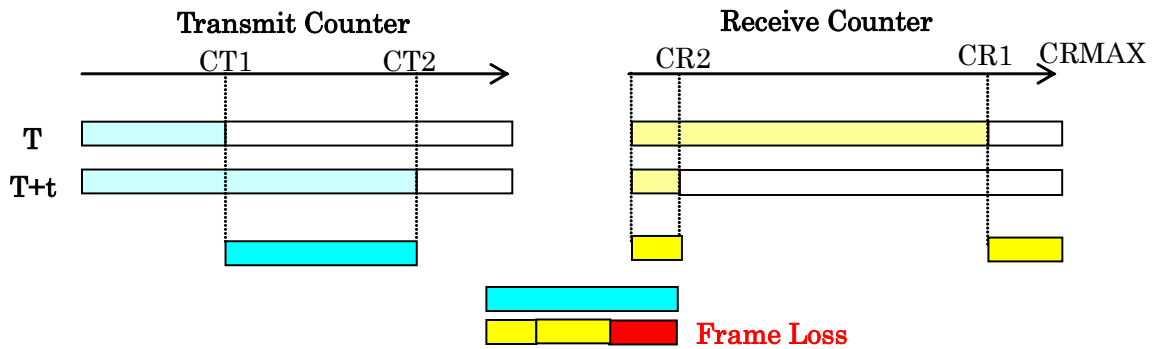 Transmit Counter
Receive Counter
CT1
CT2
CR2
CR1
CRMAX
T
T+t
Frame Loss